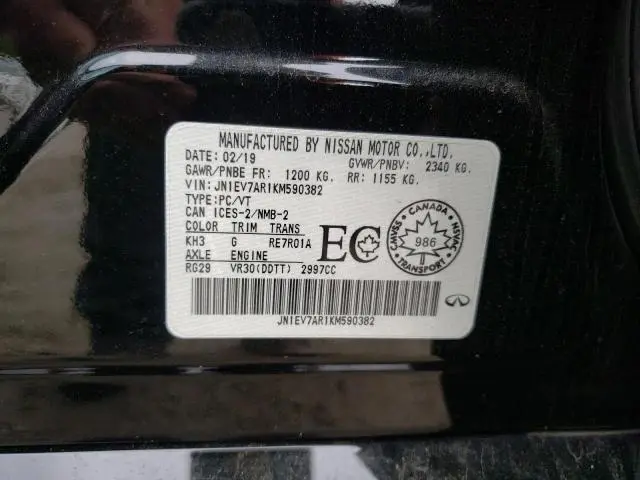 MANUFACTURED BY NISSAN MOTOR CO.,LTD.
DATE: 02/19 GVWR/PNBV: 2340 KG.
GAWR/PNBE FR: 1200 KG. RR: 1155 KG.
VIN: JN1EV7AR1KM590382
TYPE:PC/VT
CAN ICES-2/NMB-2
COLOR TRIM TRANS
KH3 G RE7R01A
AXLE ENGINE
RG29 VR30(DDTT) 2997CC
EC
CANADA
CMVSS 986 HSVAC
TRANSPORT
JN1EV7AR1KM590382